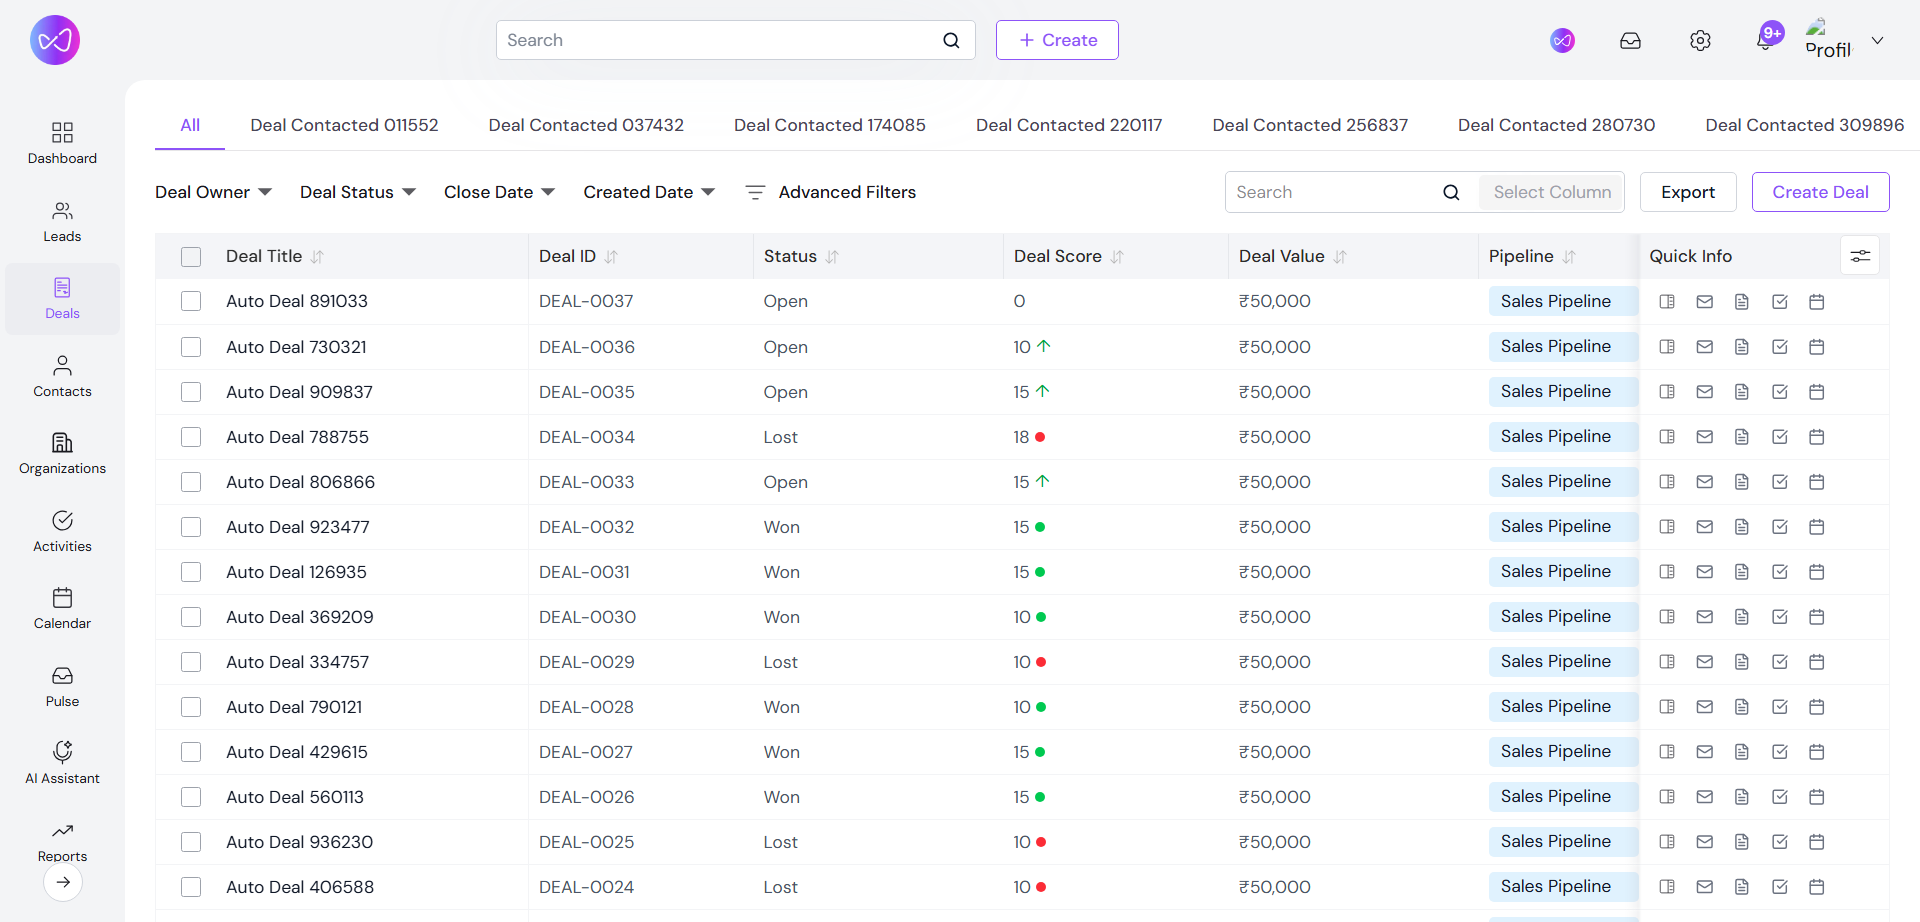 Search
+ Create
9+
Profil
Dashboard
Leads
Deals
Contacts
Organizations
Activities
Calendar
Pulse
AI Assistant
Reports
All Deal Contacted 011552 Deal Contacted 037432 Deal Contacted 174085 Deal Contacted 220117 Deal Contacted 256837 Deal Contacted 280730 Deal Contacted 309896
Deal Owner Deal Status Close Date Created Date Advanced Filters Search Select Column Export Create Deal
Deal Title Deal ID Status Deal Score Deal Value Pipeline Quick Info
Auto Deal 891033 DEAL-0037 Open 0 ₹50,000 Sales Pipeline
Auto Deal 730321 DEAL-0036 Open 10 ↑ ₹50,000 Sales Pipeline
Auto Deal 909837 DEAL-0035 Open 15 ↑ ₹50,000 Sales Pipeline
Auto Deal 788755 DEAL-0034 Lost 18 ₹50,000 Sales Pipeline
Auto Deal 806866 DEAL-0033 Open 15 ↑ ₹50,000 Sales Pipeline
Auto Deal 923477 DEAL-0032 Won 15 ₹50,000 Sales Pipeline
Auto Deal 126935 DEAL-0031 Won 15 ₹50,000 Sales Pipeline
Auto Deal 369209 DEAL-0030 Won 10 ₹50,000 Sales Pipeline
Auto Deal 334757 DEAL-0029 Lost 10 ₹50,000 Sales Pipeline
Auto Deal 790121 DEAL-0028 Won 10 ₹50,000 Sales Pipeline
Auto Deal 429615 DEAL-0027 Won 15 ₹50,000 Sales Pipeline
Auto Deal 560113 DEAL-0026 Won 15 ₹50,000 Sales Pipeline
Auto Deal 936230 DEAL-0025 Lost 10 ₹50,000 Sales Pipeline
Auto Deal 406588 DEAL-0024 Lost 10 ₹50,000 Sales Pipeline